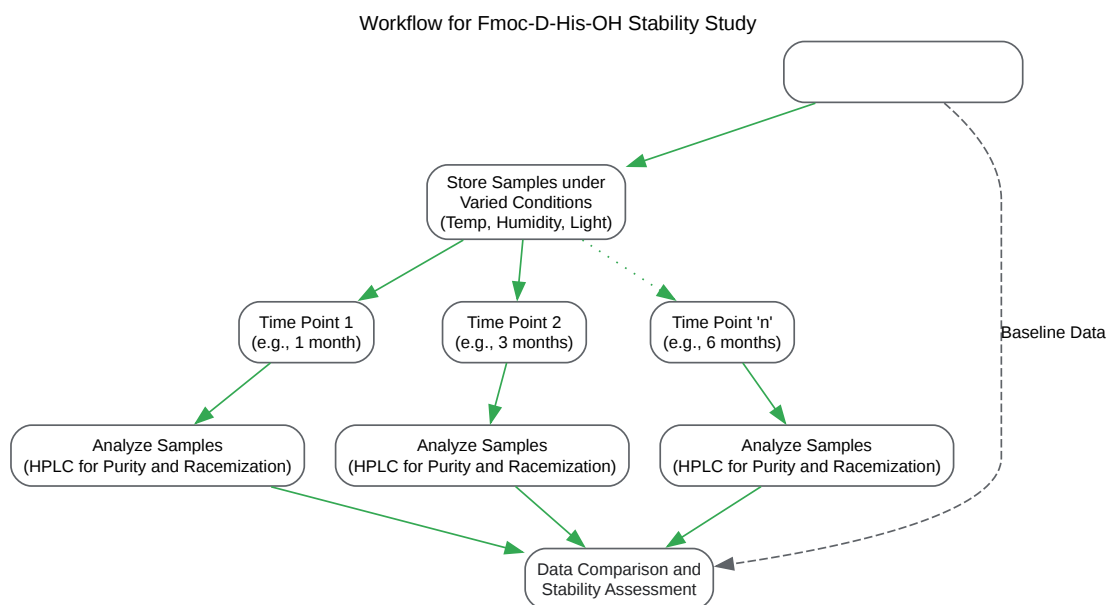 Workflow for Fmoc-D-His-OH Stability Study
Store Samples under
Varied Conditions
(Temp, Humidity, Light)
Time Point 1
(e.g., 1 month)
Time Point 2
(e.g., 3 months)
Time Point 'n'
(e.g., 6 months)
Baseline Data
Analyze Samples
(HPLC for Purity and Racemization)
Analyze Samples
(HPLC for Purity and Racemization)
Analyze Samples
(HPLC for Purity and Racemization)
Data Comparison and
Stability Assessment